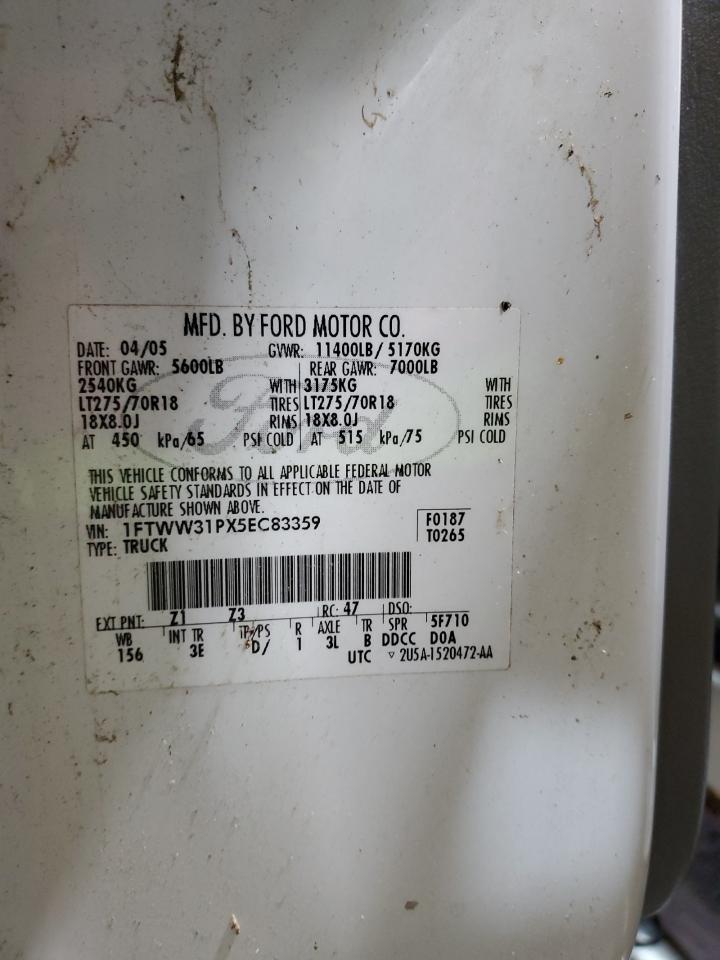 MFD. BY FORD MOTOR CO.
DATE: 04/05 GVWR: 11400LB/ 5170KG
FRONT GAWR: 5600LB REAR GAWR: 7000LB
2540KG WITH 3175KG WITH
LT275/70R18 TIRES LT275/70R18 TIRES
18X8.0J RIMS 18X8.0J RIMS
AT 450 kPa/65 PSI COLD AT 515 kPa/75 PSI COLD
Ford
THIS VEHICLE CONFORMS TO ALL APPLICABLE FEDERAL MOTOR
VEHICLE SAFETY STANDARDS IN EFFECT ON THE DATE OF
MANUFACTURE SHOWN ABOVE.
VIN: 1FTWW31PX5EC83359 F0187
TYPE: TRUCK T0265
EXT PNT: Z1 Z3 RC: 47 DSO:
WB INT TR TP/PS R AXLE TR SPR 5F710
156 3E D/ 1 3L B DDCC D0A
UTC ▽ 2U5A-1520472-AA